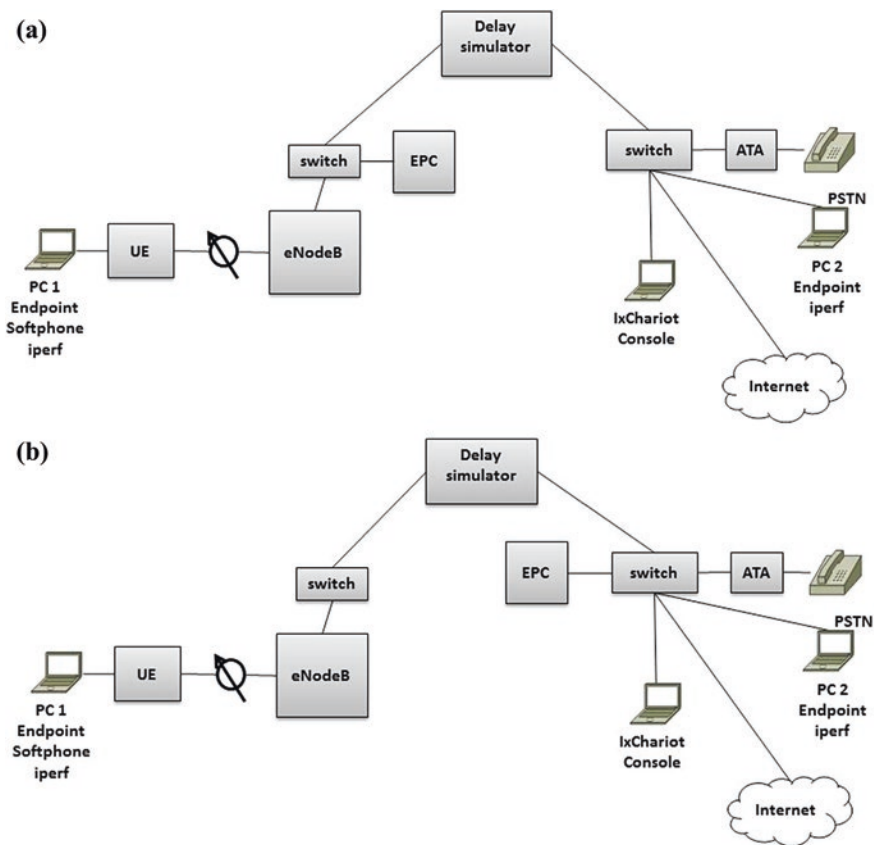 (a)
Delay
simulator
switch
EPC
switch
ATA
PSTN
UE
eNodeB
PC 1
Endpoint
Softphone
iperf
PC 2
Endpoint
iperf
IxChariot
Console
Internet
(b)
Delay
simulator
switch
EPC
switch
ATA
PSTN
UE
eNodeB
PC 1
Endpoint
Softphone
iperf
PC 2
Endpoint
iperf
IxChariot
Console
Internet